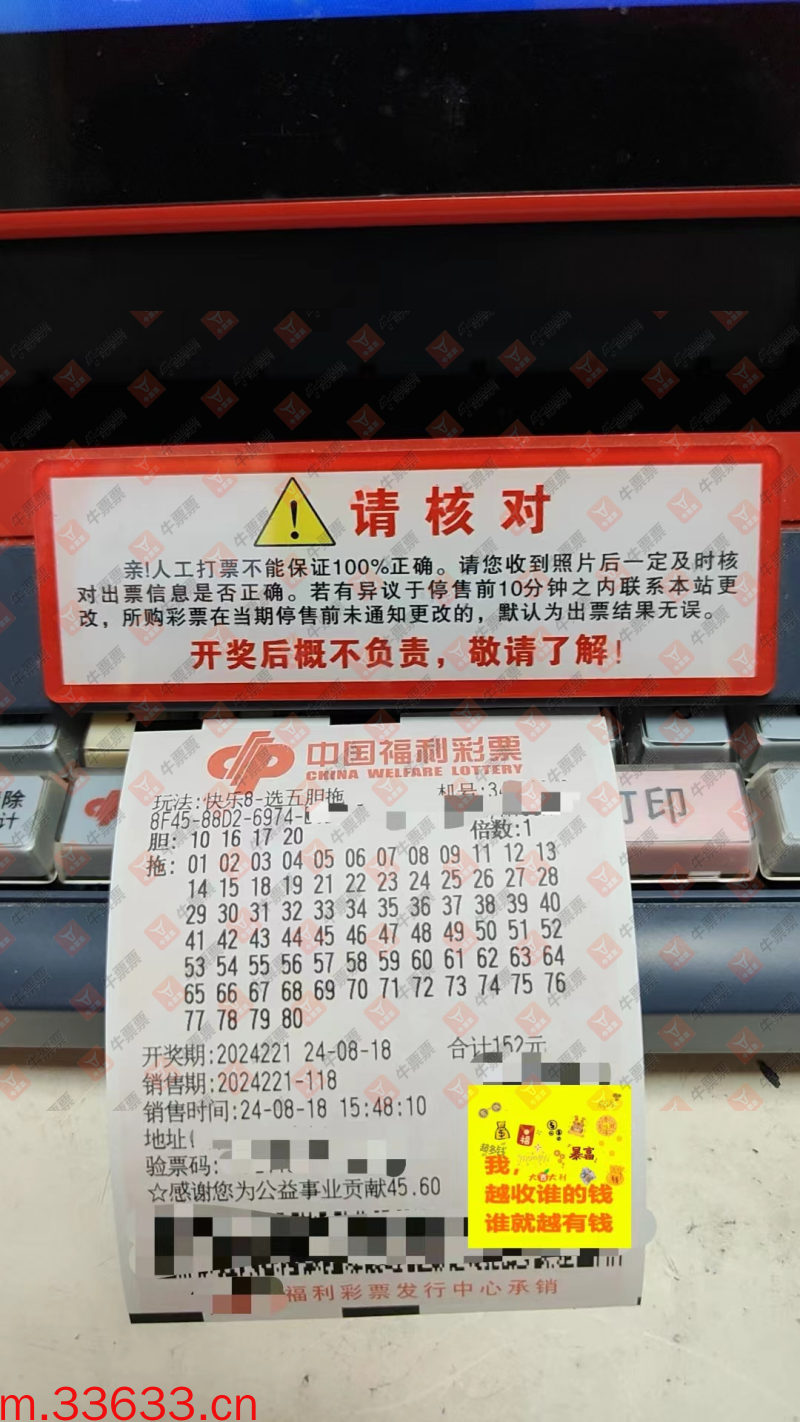 请核对
亲!人工打票不能保证100%正确。请您收到照片后一定及时核
对出票信息是否正确。若有异议于停售前10分钟之内联系本站更
改，所购彩票在当期停售前未通知更改的，默认为出票结果无误。
开奖后概不负责，敬请了解！
中国福利彩票
CHINA WELFARE LOTTERY
玩法:快乐8-选五胆拖 机号:34
8F45-88D2-6974-
胆: 10 16 17 20 倍数:1
拖: 01 02 03 04 05 06 07 08 09 11 12 13
14 15 18 19 21 22 23 24 25 26 27 28
29 30 31 32 33 34 35 36 37 38 39 40
41 42 43 44 45 46 47 48 49 50 51 52
53 54 55 56 57 58 59 60 61 62 63 64
65 66 67 68 69 70 71 72 73 74 75 76
77 78 79 80
开奖期:2024221 24-08-18 合计152元
销售期:2024221-118
销售时间:24-08-18 15:48:10
地址
验票码:
☆感谢您为公益事业贡献45.60
福利彩票发行中心承销
打印
暴富
大吉大利
我，
越收谁的钱
谁就越有钱
牛票票
m.33633.cn